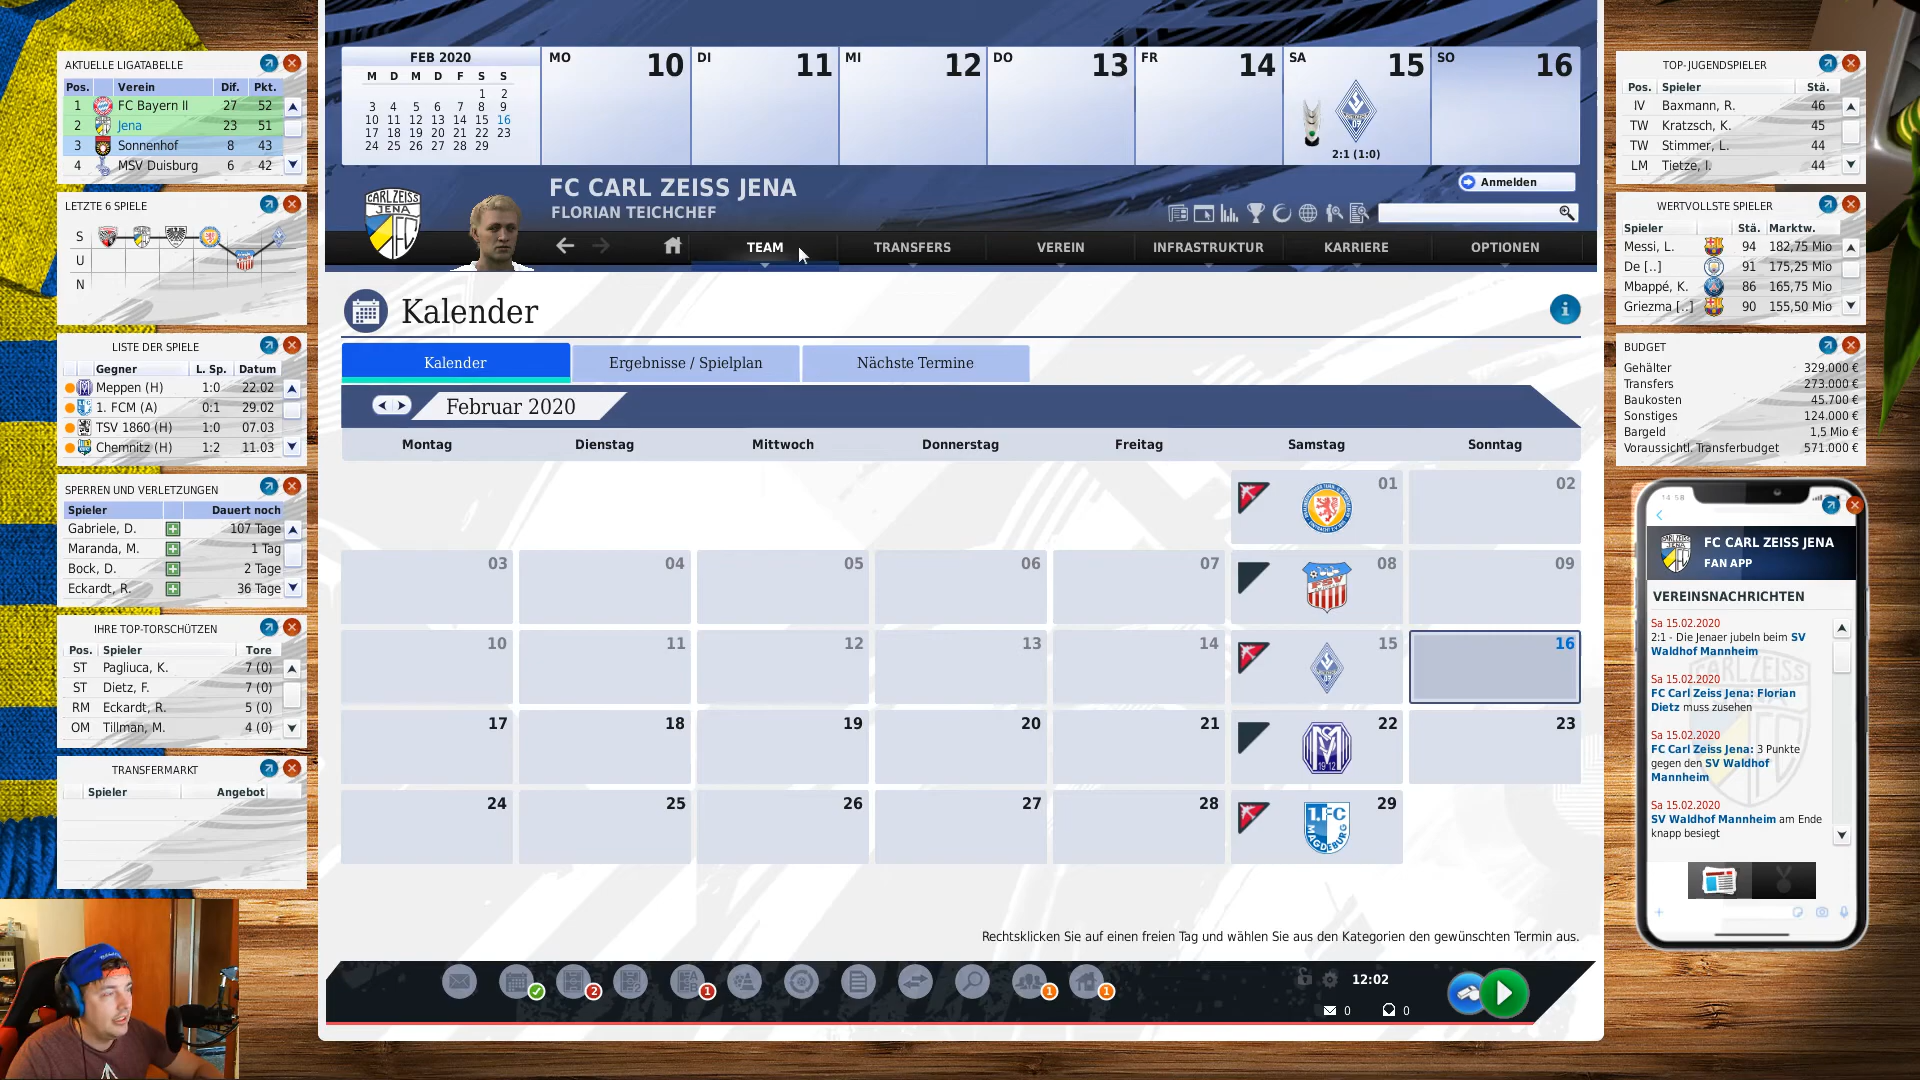 AKTUELLE LIGATABELLE
Pos. Verein Dif. Pkt.
1 FC Bayern II 27 52
2 Jena 23 51
3 Sonnenhof 8 43
4 MSV Duisburg 6 42
LETZTE 6 SPIELE
S
U
N
LISTE DER SPIELE
Gegner L. Sp. Datum
Meppen (H) 1:0 22.02
1. FCM (A) 0:1 29.02
TSV 1860 (H) 1:0 07.03
Chemnitz (H) 1:2 11.03
SPERREN UND VERLETZUNGEN
Spieler Dauert noch
Gabriele, D. 107 Tage
Maranda, M. 1 Tag
Bock, D. 2 Tage
Eckardt, R. 36 Tage
IHRE TOP-TORSCHÜTZEN
Pos. Spieler Tore
ST Pagliuca, K. 7 (0)
ST Dietz, F. 7 (0)
RM Eckardt, R. 5 (0)
OM Tillman, M. 4 (0)
TRANSFERMARKT
Spieler Angebot
FEB 2020
M D M D F S S
1 2
3 4 5 6 7 8 9
10 11 12 13 14 15 16
17 18 19 20 21 22 23
24 25 26 27 28 29
MO 10 DI 11 MI 12 DO 13 FR 14 SA 15 SO 16
2:1 (1:0)
CARL ZEISS
JENA
FC
FC CARL ZEISS JENA
FLORIAN TEICHCHEF
Anmelden
TEAM TRANSFERS VEREIN INFRASTRUKTUR KARRIERE OPTIONEN
Kalender
Kalender Ergebnisse / Spielplan Nächste Termine
Februar 2020
Montag Dienstag Mittwoch Donnerstag Freitag Samstag Sonntag
01 02
03 04 05 06 07 08 09
FSV
10 11 12 13 14 15 16
17 18 19 20 21 22 23
19 12
24 25 26 27 28 29
1.FC
MAGDEBURG
Rechtsklicken Sie auf einen freien Tag und wählen Sie aus den Kategorien den gewünschten Termin aus.
2 1 1 1
12:02
0 0
TOP-JUGENDSPIELER
Pos. Spieler Stä.
IV Baxmann, R. 46
TW Kratzsch, K. 45
TW Stimmer, L. 44
LM Tietze, I. 44
WERTVOLLSTE SPIELER
Spieler Stä. Marktw.
Messi, L. 94 182,75 Mio
De [..] 91 175,25 Mio
Mbappé, K. 86 165,75 Mio
Griezma [..] 90 155,50 Mio
BUDGET
Gehälter 329.000 €
Transfers 273.000 €
Baukosten 45.700 €
Sonstiges 124.000 €
Bargeld 1,5 Mio €
Voraussichtl. Transferbudget 571.000 €
14 58
FC CARL ZEISS JENA
FAN APP
VEREINSNACHRICHTEN
Sa 15.02.2020
2:1 - Die Jenaer jubeln beim SV
Waldhof Mannheim
Sa 15.02.2020
FC Carl Zeiss Jena: Florian
Dietz muss zusehen
Sa 15.02.2020
FC Carl Zeiss Jena: 3 Punkte
gegen den SV Waldhof
Mannheim
Sa 15.02.2020
SV Waldhof Mannheim am Ende
knapp besiegt